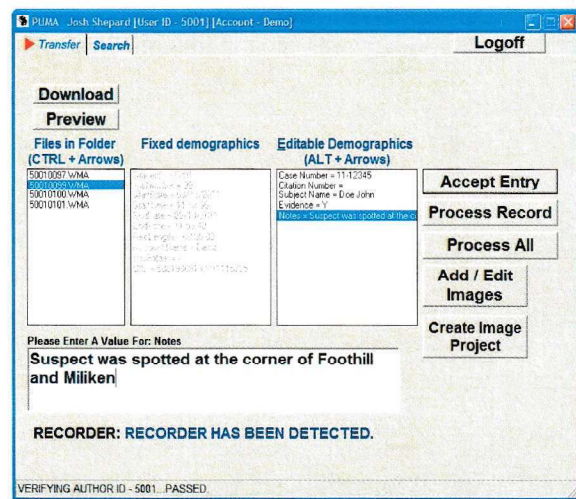 PUMA Josh Shepard [User ID - 5001] [Account - Demo]
Transfer Search
Logoff
Download
Preview
Files in Folder
(CTRL + Arrows)
50010097.WMA
50010099.WMA
50010100.WMA
50010101.WMA
Fixed demographics
Editable Demographics
(ALT + Arrows)
Case Number = 11-12345
Citation Number =
Subject Name = Doe John
Evidence = Y
Notes = Suspect was spotted at the co
Accept Entry
Process Record
Process All
Add / Edit
Images
Create Image
Project
Please Enter A Value For: Notes
Suspect was spotted at the corner of Foothill
and Miliken
RECORDER: RECORDER HAS BEEN DETECTED.
VERIFYING AUTHOR ID - 5001...PASSED.